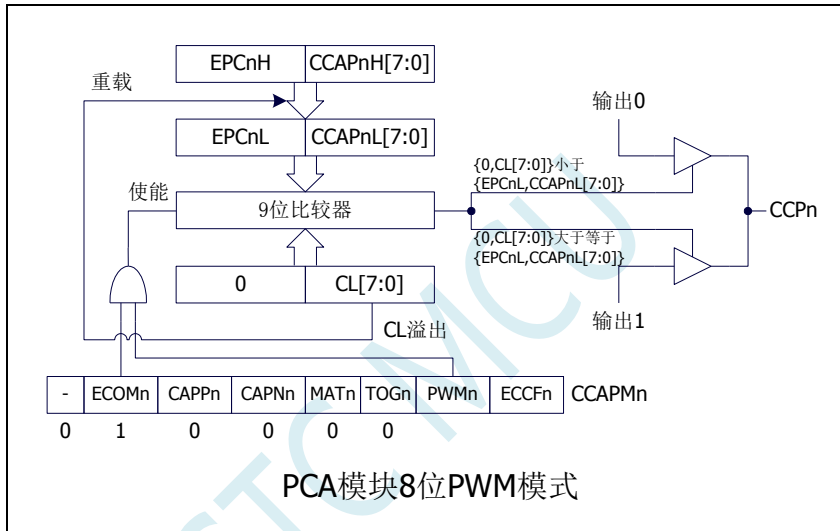 EPCnH CCAPnH[7:0]
重载
输出0
EPCnL CCAPnL[7:0]
{0,CL[7:0]}小于
{EPCnL,CCAPnL[7:0]}
使能
9位比较器
CCPn
{0,CL[7:0]}大于等于
{EPCnL,CCAPnL[7:0]}
0 CL[7:0]
输出1
CL溢出
- ECOMn CAPPn CAPNn MATn TOGn PWMn ECCFn CCAPMn
0 1 0 0 0 0
PCA模块8位PWM模式
STC MCU